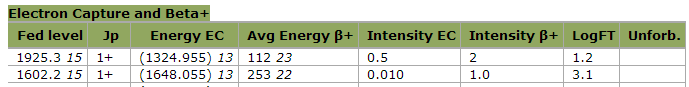 Electron Capture and Beta+
Fed level Jp Energy EC Avg Energy β+ Intensity EC Intensity β+ LogFT Unforb.
1925.3 15 1+ (1324.955) 13 112 23 0.5 2 1.2
1602.2 15 1+ (1648.055) 13 253 22 0.010 1.0 3.1